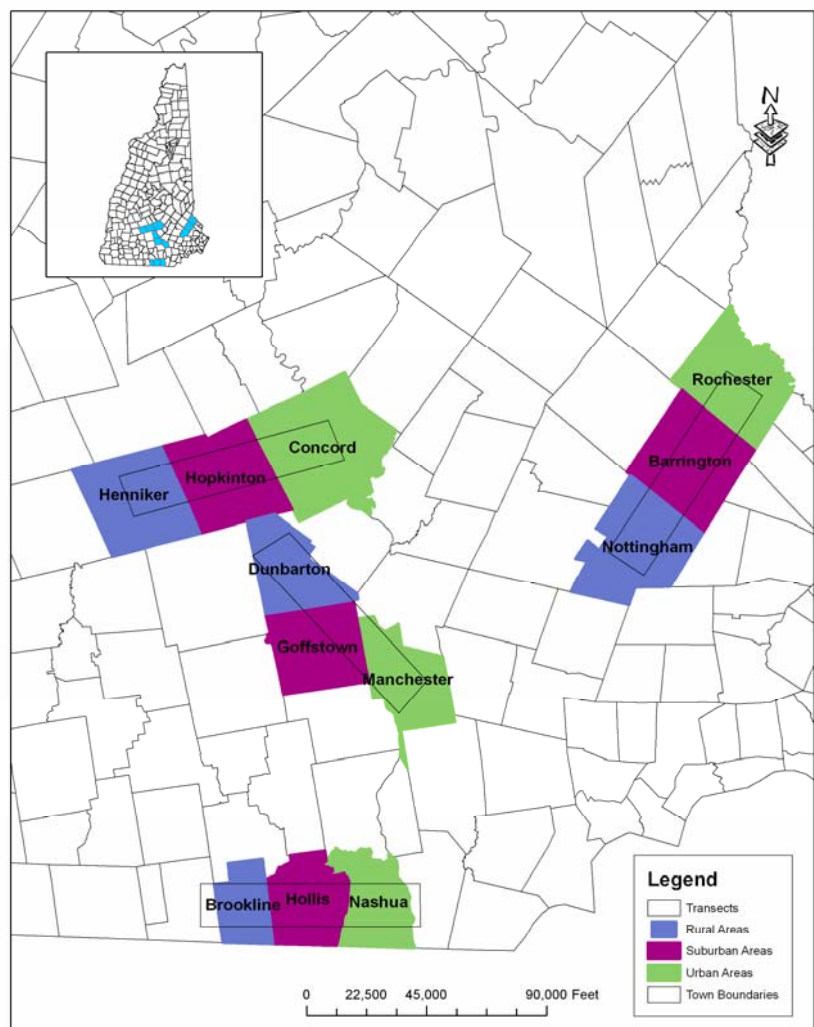 N
Rochester
Barrington
Nottingham
Concord
Hopkinton
Henniker
Dunbarton
Goffstown
Manchester
Brookline
Hollis
Nashua
Legend
Transects
Rural Areas
Suburban Areas
Urban Areas
Town Boundaries
0 22,500 45,000 90,000 Feet